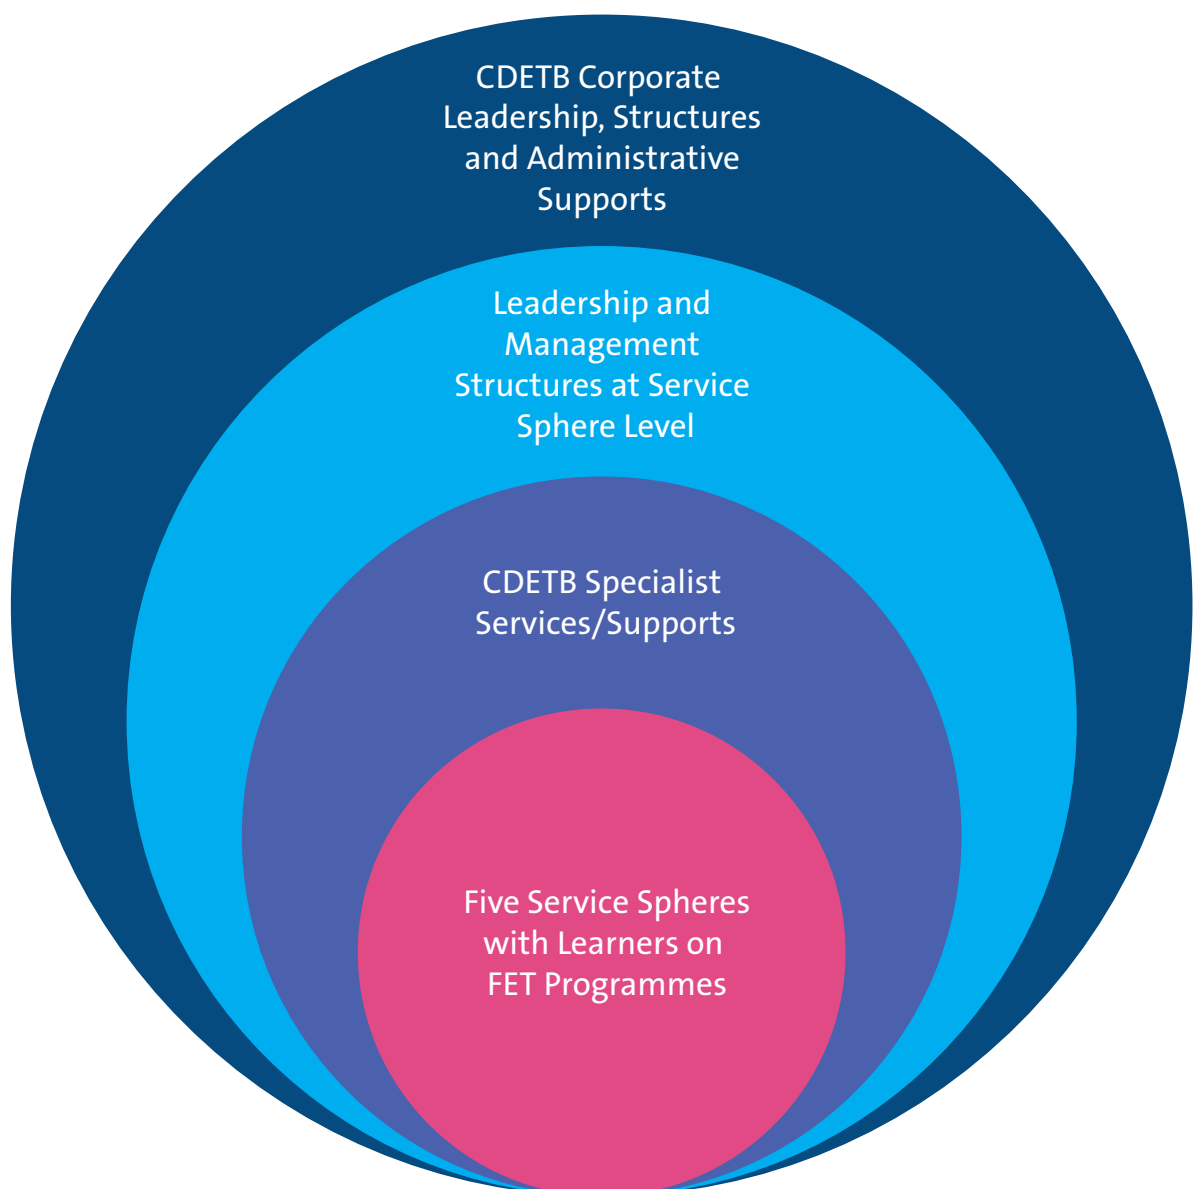 CDETB Corporate
Leadership, Structures
and Administrative
Supports
Leadership and
Management
Structures at Service
Sphere Level
CDETB Specialist
Services/Supports
Five Service Spheres
with Learners on
FET Programmes